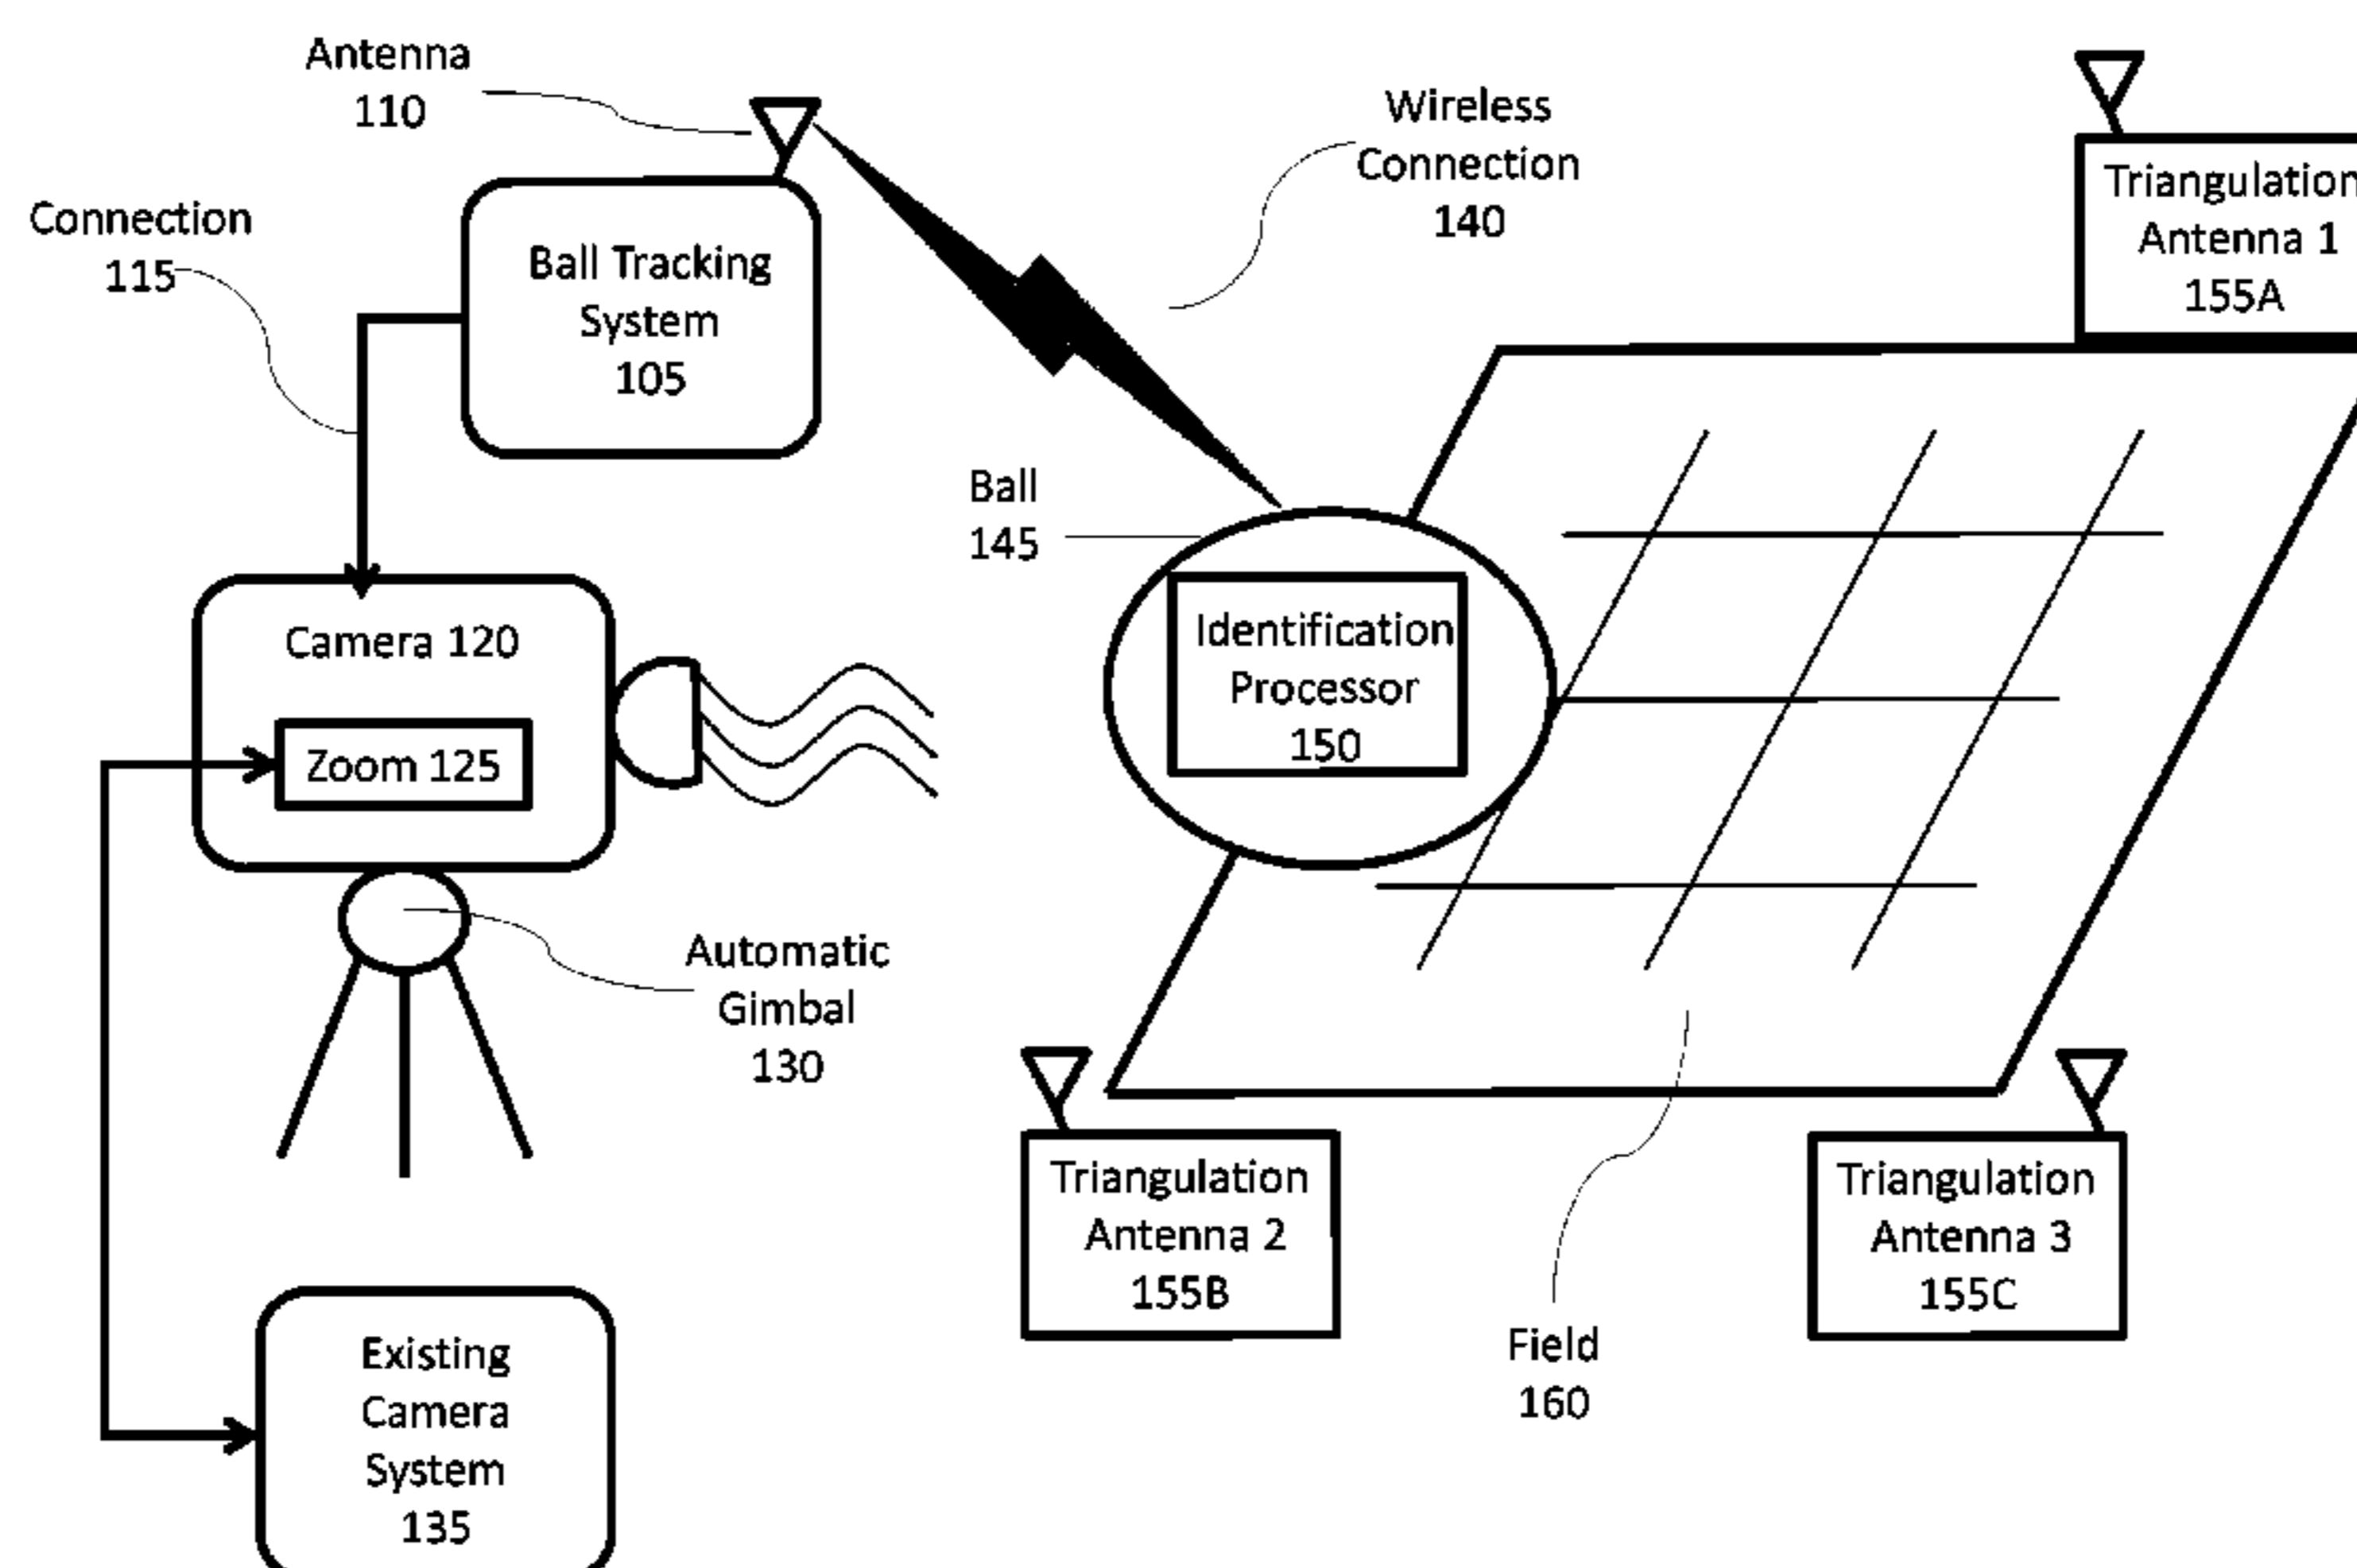 Antenna
110
Wireless
Connection
140
Triangulation
Antenna 1
155A
Connection
115
Ball Tracking
System
105
Ball
145
Camera 120
Identification
Processor
150
Zoom 125
Automatic
Gimbal
130
Triangulation
Antenna 2
155B
Triangulation
Antenna 3
155C
Field
160
Existing
Camera
System
135